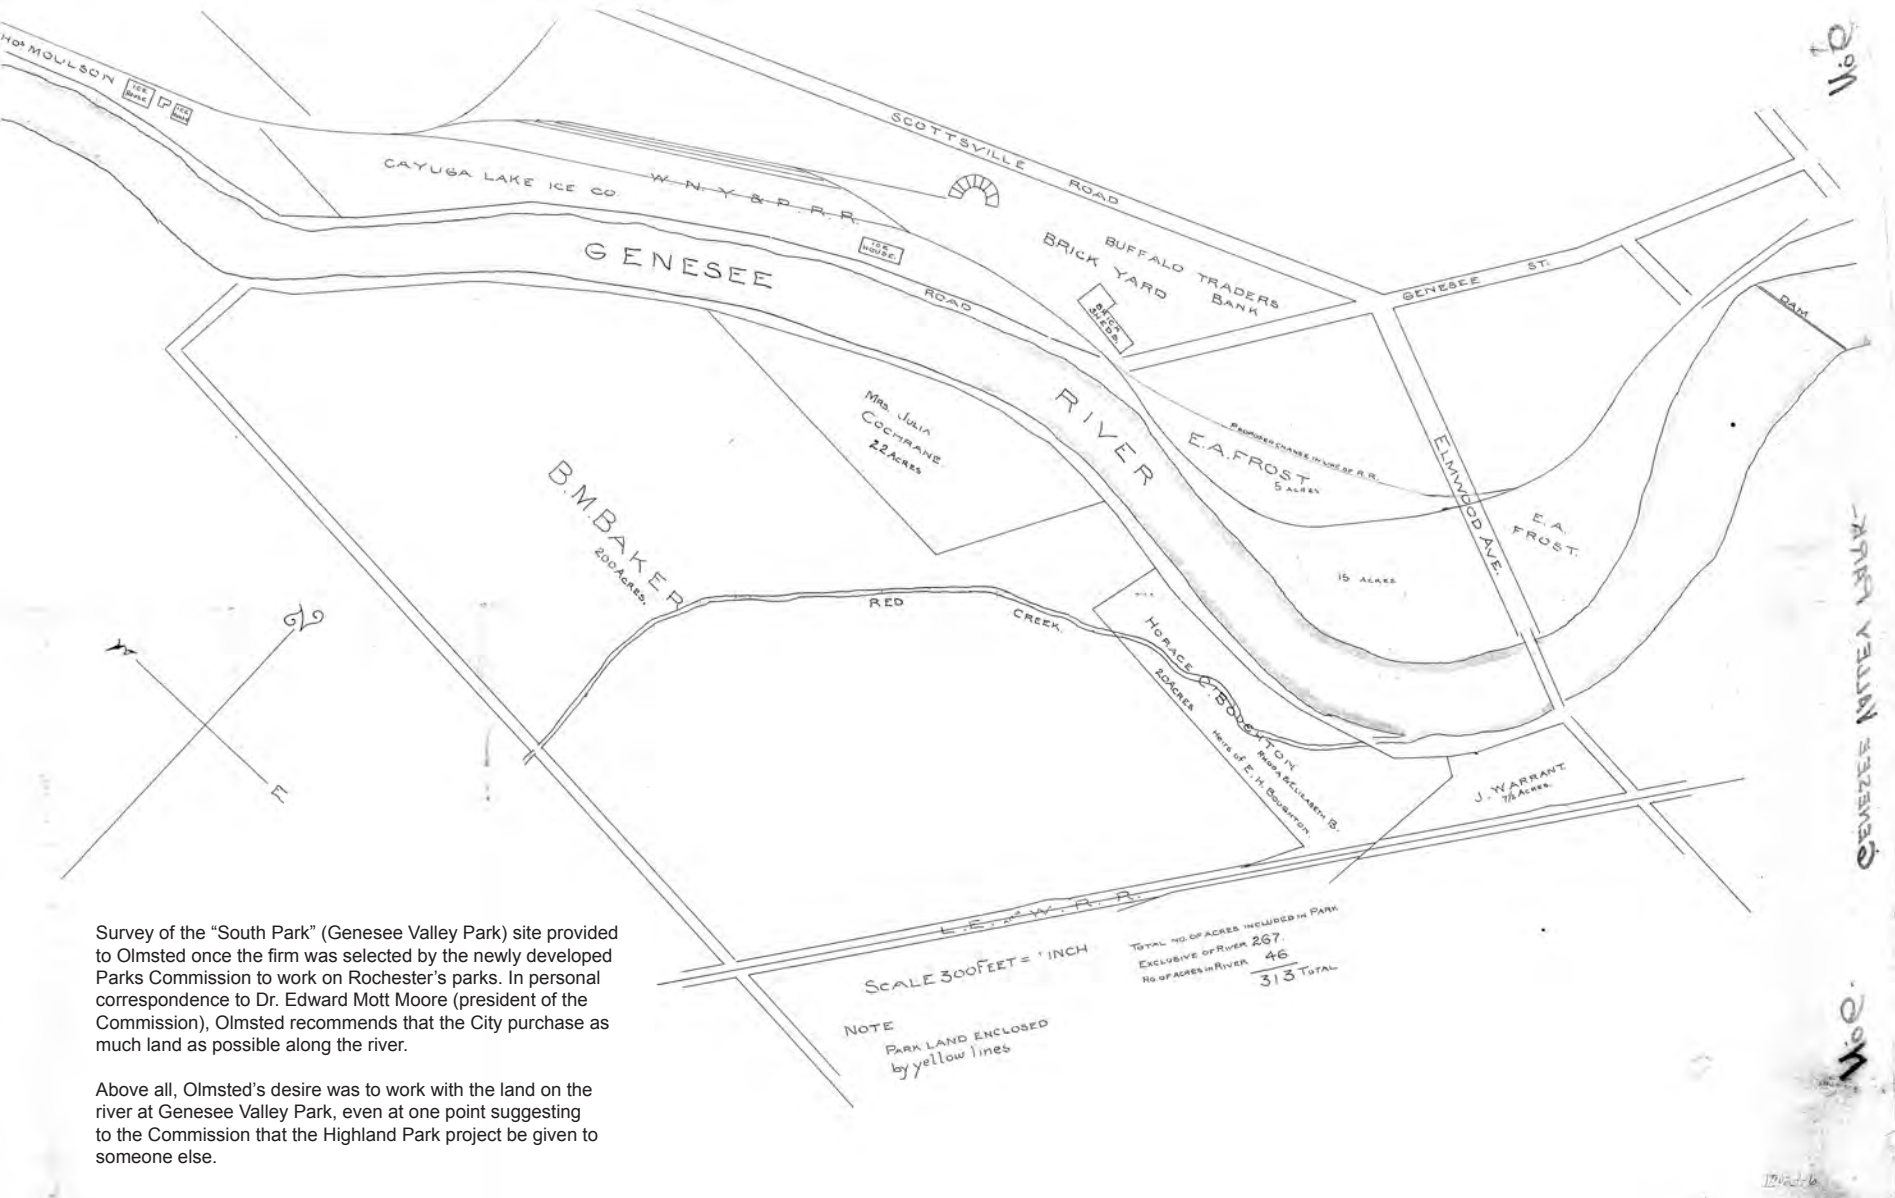 HOS MOULSON
ICE
HOUSE
ICE
HOUSE
SCOTTSVILLE ROAD
CAYUGA LAKE ICE CO.
W. N. Y. & P. R. R.
GENESEE
ICE
HOUSE.
ROAD
BUFFALO TRADERS
BANK
BRICK YARD
BRICK
SHEDS.
GENESEE ST.
DAM
RIVER
MRS. JULIA
COCHRANE
22 ACRES
PROPOSED CHANGE IN LINE OF R.R.
E. A. FROST
5 ACRES
ELMWOOD AVE.
E. A.
FROST.
15 ACRES
B. M. BAKER
200 ACRES.
RED CREEK.
HORACE C. BOUGHTON
20 ACRES
RHODA & ELIZABETH B.
Heirs of E. H. BOUGHTON.
J. WARRANT.
7½ ACRES.
E
L. E. and W. R. R.
SCALE 300 FEET = 1 INCH
TOTAL NO. OF ACRES INCLUDED IN PARK
EXCLUSIVE OF RIVER 267.
NO. OF ACRES IN RIVER 46
313 TOTAL
NOTE
PARK LAND ENCLOSED
by yellow lines
GENESEE VALLEY PARK-
Survey of the “South Park” (Genesee Valley Park) site provided
to Olmsted once the firm was selected by the newly developed
Parks Commission to work on Rochester’s parks. In personal
correspondence to Dr. Edward Mott Moore (president of the
Commission), Olmsted recommends that the City purchase as
much land as possible along the river.
Above all, Olmsted’s desire was to work with the land on the
river at Genesee Valley Park, even at one point suggesting
to the Commission that the Highland Park project be given to
someone else.